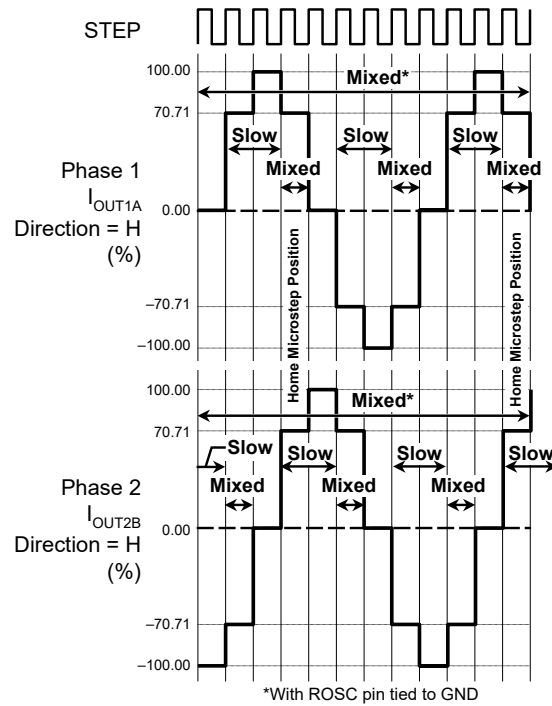 STEP
100.00
Mixed*
70.71
Slow Slow Slow
Mixed Mixed Mixed
Phase 1
IOUT1A
Direction = H
(%)
0.00
Home Microstep Position
Home Microstep Position
–70.71
–100.00
100.00
Mixed*
70.71
Slow Slow Slow Slow
Mixed Mixed Mixed
Phase 2
IOUT2B
Direction = H
(%)
0.00
–70.71
–100.00
*With ROSC pin tied to GND